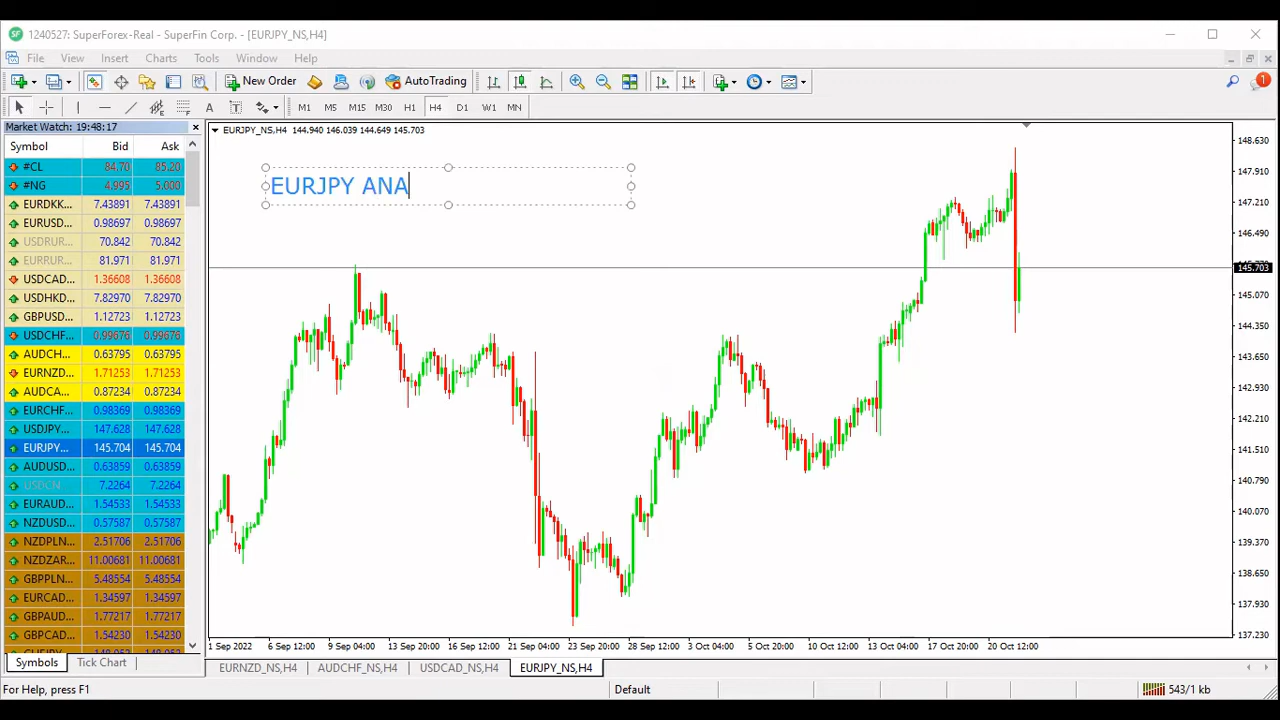 1240527: SuperForex-Real - SuperFin Corp. - [EURJPY_NS,H4]
File View Insert Charts Tools Window Help
New Order AutoTrading
M1 M5 M15 M30 H1 H4 D1 W1 MN
Market Watch: 19:48:17
Symbol Bid Ask
#CL 84.70 85.20
#NG 4.995 5.000
EURDKK... 7.43891 7.43891
EURUSD... 0.98697 0.98697
USDRUR... 70.842 70.842
EURRUR... 81.971 81.971
USDCAD... 1.36608 1.36608
USDHKD... 7.82970 7.82970
GBPUSD... 1.12723 1.12723
USDCHF... 0.99676 0.99676
AUDCH... 0.63795 0.63795
EURNZD... 1.71253 1.71253
AUDCA... 0.87234 0.87234
EURCHF... 0.98369 0.98369
USDJPY... 147.628 147.628
EURJPY... 145.704 145.704
AUDUSD... 0.63859 0.63859
USDCN... 7.2264 7.2264
EURAUD... 1.54533 1.54533
NZDUSD... 0.57587 0.57587
NZDPLN... 2.51706 2.51706
NZDZAR... 11.00681 11.00681
GBPPLN... 5.48554 5.48554
EURCAD... 1.34597 1.34597
GBPAUD... 1.77217 1.77217
GBPCAD... 1.54230 1.54230
Symbols Tick Chart
EURJPY_NS,H4 144.940 146.039 144.649 145.703
EURJPY ANA
148.630
147.910
147.210
146.490
145.703
145.070
144.350
143.650
142.930
142.210
141.510
140.790
140.070
139.370
138.650
137.930
137.230
1 Sep 2022 6 Sep 12:00 9 Sep 04:00 13 Sep 20:00 16 Sep 12:00 21 Sep 04:00 23 Sep 20:00 28 Sep 12:00 3 Oct 04:00 5 Oct 20:00 10 Oct 12:00 13 Oct 04:00 17 Oct 20:00 20 Oct 12:00
EURNZD_NS,H4 AUDCHF_NS,H4 USDCAD_NS,H4 EURJPY_NS,H4
For Help, press F1 Default 543/1 kb